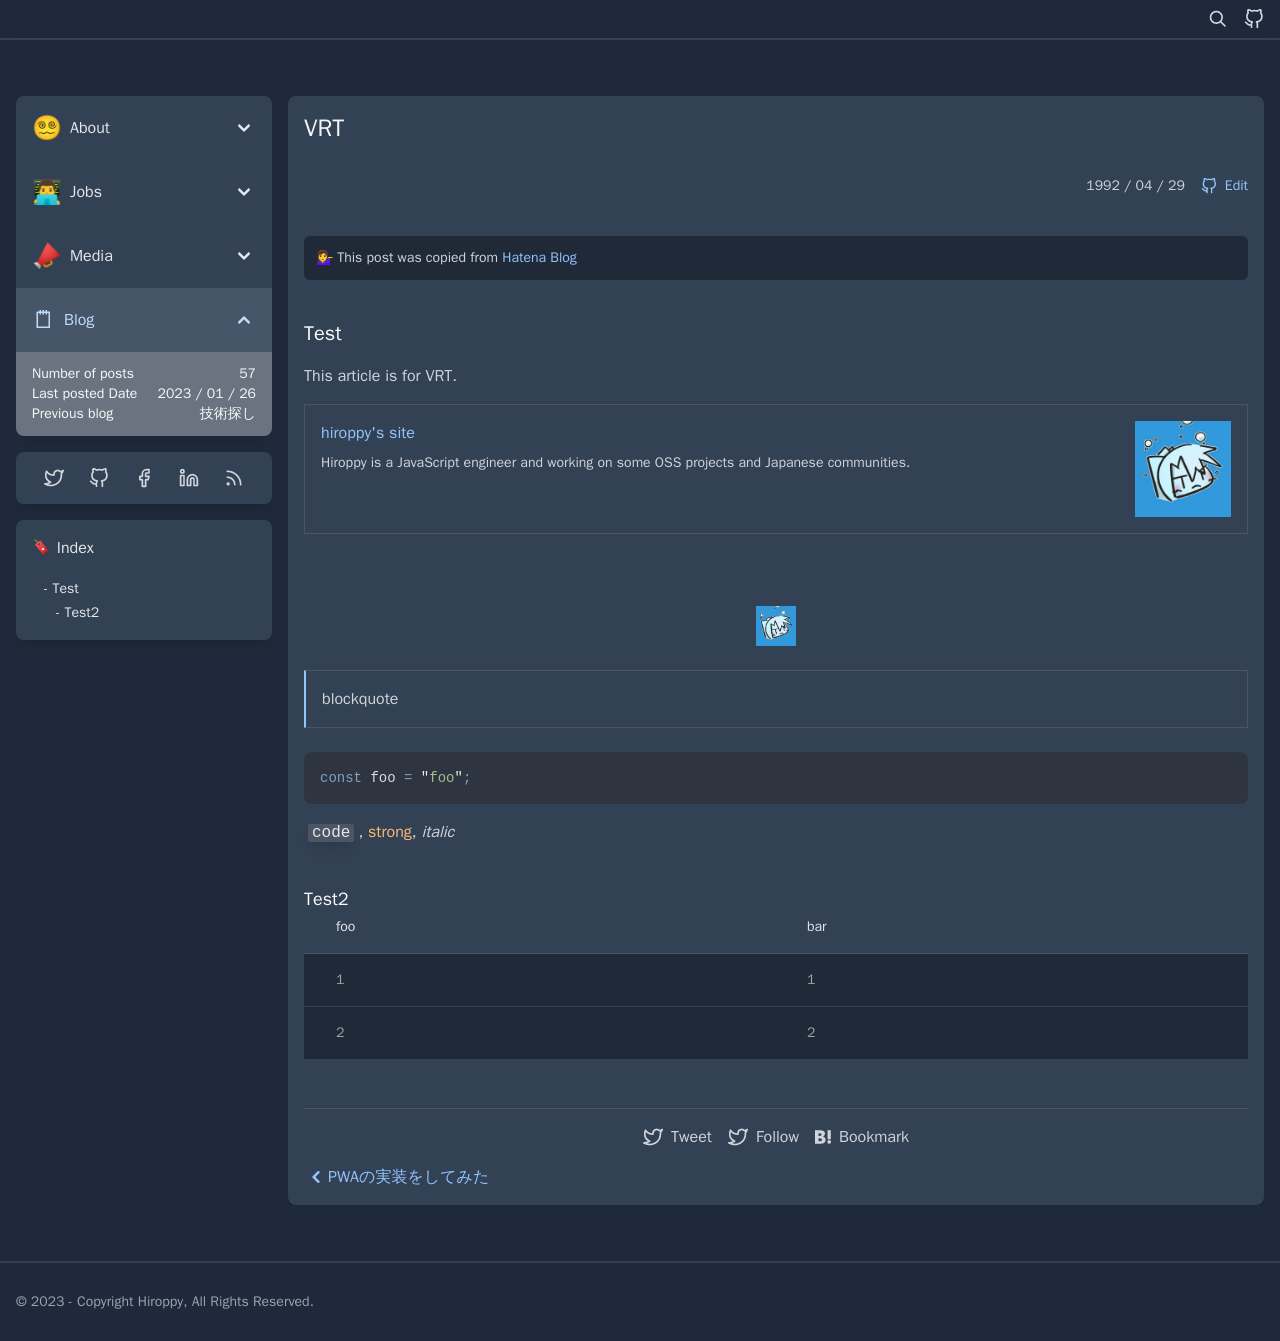 About
Jobs
Media
Blog
Number of posts 57
Last posted Date 2023 / 01 / 26
Previous blog 技術探し
🔖 Index
- Test
- Test2
VRT
1992 / 04 / 29 Edit
💁‍♀️ This post was copied from Hatena Blog
Test
This article is for VRT.
hiroppy's site
Hiroppy is a JavaScript engineer and working on some OSS projects and Japanese communities.
blockquote
const foo = "foo";
code , strong, italic
Test2
foo bar
1 1
2 2
Tweet Follow B! Bookmark
PWAの実装をしてみた
© 2023 - Copyright Hiroppy, All Rights Reserved.